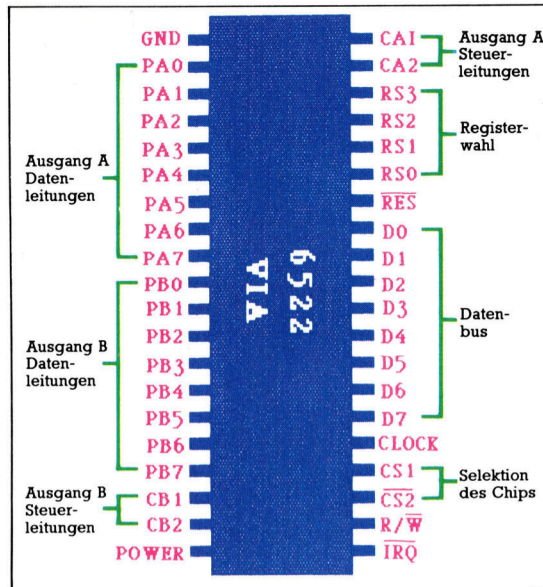 GND
PA0
PA1
PA2
PA3
PA4
PA5
PA6
PA7
PB0
PB1
PB2
PB3
PB4
PB5
PB6
PB7
CB1
CB2
POWER
Ausgang A
Daten-
leitungen
Ausgang B
Daten-
leitungen
Ausgang B
Steuer-
leitungen
VIA
6522
CA1
CA2
RS3
RS2
RS1
RS0
R̅E̅S̅
D0
D1
D2
D3
D4
D5
D6
D7
CLOCK
CS1
C̅S̅2̅
R/W̅
I̅R̅Q̅
Ausgang A
Steuer-
leitungen
Register-
wahl
Daten-
bus
Selektion
des Chips